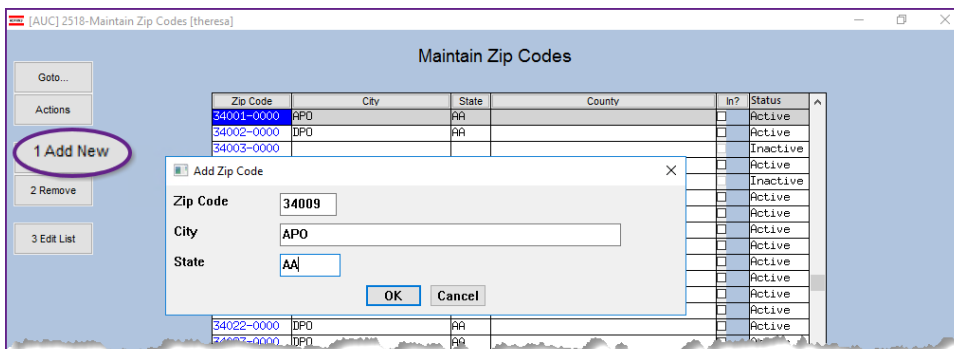 [AUC] 2518-Maintain Zip Codes [theresa]
Maintain Zip Codes
Goto...
Actions
1 Add New
2 Remove
3 Edit List
Zip Code City State County In? Status
34001-0000 APO AA Active
34002-0000 DPO AA Active
34003-0000 Inactive
Active
Inactive
Active
Active
Active
Active
Active
Active
Active
Active
34022-0000 DPO AA Active
DPO AA
Add Zip Code
Zip Code 34009
City APO
State AA
OK Cancel